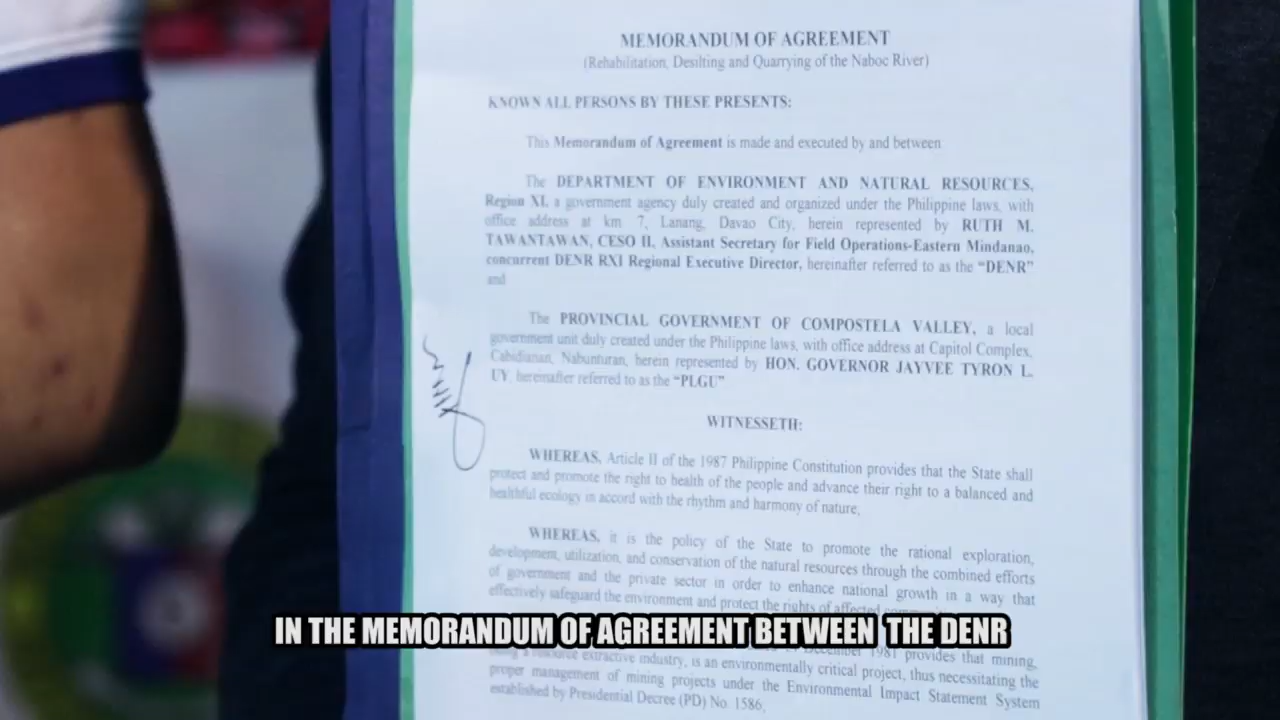 MEMORANDUM OF AGREEMENT
(Rehabilitation, Desilting and Quarrying of the Naboc River)
KNOWN ALL PERSONS BY THESE PRESENTS:
This Memorandum of Agreement is made and executed by and between
The DEPARTMENT OF ENVIRONMENT AND NATURAL RESOURCES,
Region XI, a government agency duly created and organized under the Philippine laws, with
office address at km 7, Lanang, Davao City, herein represented by RUTH M.
TAWANTAWAN, CESO II, Assistant Secretary for Field Operations-Eastern Mindanao,
concurrent DENR RXI Regional Executive Director, hereinafter referred to as the “DENR”
and
The PROVINCIAL GOVERNMENT OF COMPOSTELA VALLEY, a local
government unit duly created under the Philippine laws, with office address at Capitol Complex,
Cabidianan, Nabunturan, herein represented by HON. GOVERNOR JAYVEE TYRON L.
UY, hereinafter referred to as the “PLGU”
WITNESSETH:
WHEREAS, Article II of the 1987 Philippine Constitution provides that the State shall
protect and promote the right to health of the people and advance their right to a balanced and
healthful ecology in accord with the rhythm and harmony of nature,
WHEREAS, it is the policy of the State to promote the rational exploration,
development, utilization, and conservation of the natural resources through the combined efforts
of government and the private sector in order to enhance national growth in a way that
effectively safeguard the environment and protect the rights of affected
IN THE MEMORANDUM OF AGREEMENT BETWEEN THE DENR
December 1981 provides that mining,
resource extractive industry, is an environmentally critical project, thus necessitating the
proper management of mining projects under the Environmental Impact Statement System
established by Presidential Decree (PD) No. 1586;